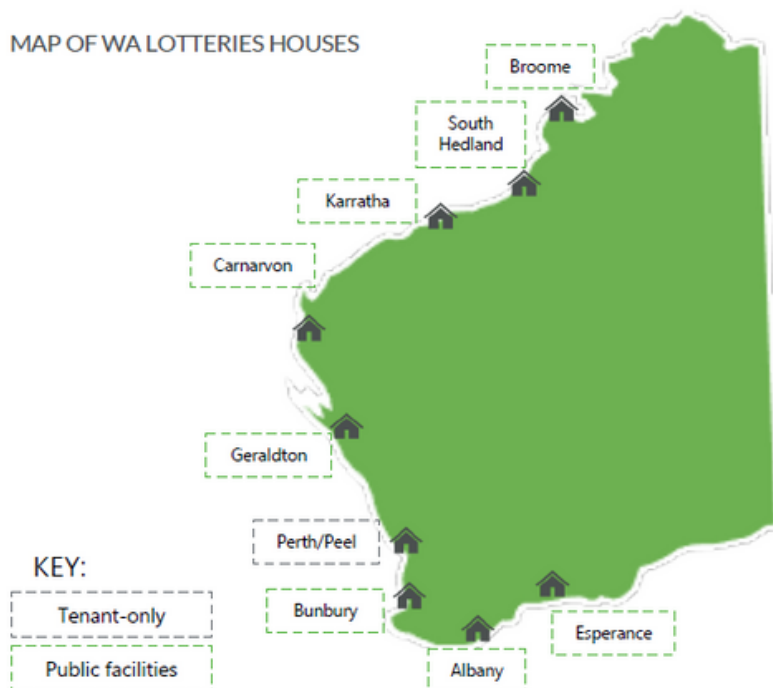 MAP OF WA LOTTERIES HOUSES
Broome
South
Hedland
Karratha
Carnarvon
Geraldton
Perth/Peel
KEY:
Tenant-only
Bunbury
Esperance
Public facilities
Albany